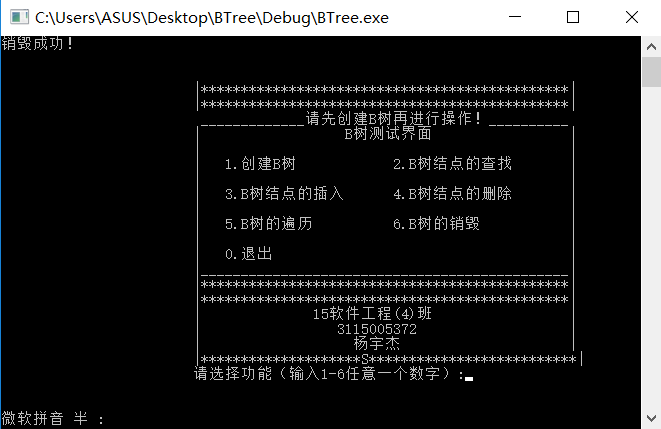 C:\Users\ASUS\Desktop\BTree\Debug\BTree.exe
销毁成功!
|**********************************************|
|**********************************************|
_____________请先创建B树再进行操作!__________
B树测试界面
1.创建B树 2.B树结点的查找
3.B树结点的插入 4.B树结点的删除
5.B树的遍历 6.B树的销毁
0.退出
|______________________________________________|
|**********************************************|
|**********************************************|
15软件工程(4)班
3115005372
杨宇杰
|********************S**************************|
请选择功能（输入1-6任意一个数字）:
微软拼音 半 :